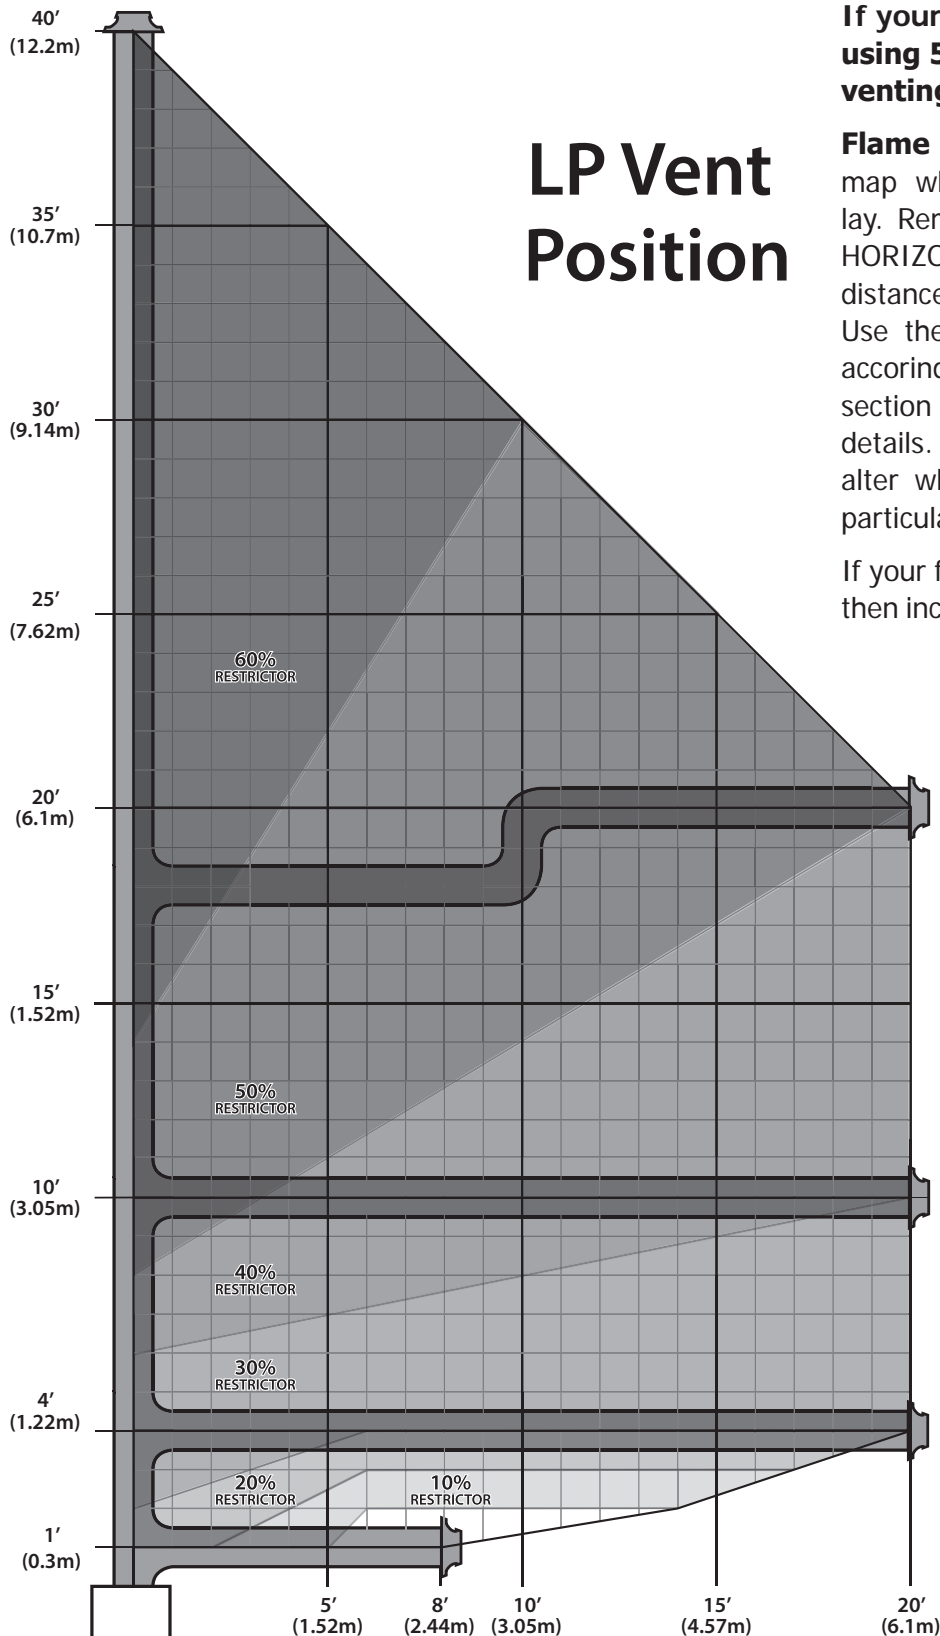 40’
(12.2m)
35’
(10.7m)
30’
(9.14m)
25’
(7.62m)
20’
(6.1m)
15’
(1.52m)
10’
(3.05m)
4’
(1.22m)
1’
(0.3m)
LP Vent
Position
60%
RESTRICTOR
50%
RESTRICTOR
40%
RESTRICTOR
30%
RESTRICTOR
20%
RESTRICTOR
10%
RESTRICTOR
5’
(1.52m)
8’
(2.44m)
10’
(3.05m)
15’
(4.57m)
20’
(6.1m)
If your
using 5
venting
Flame
map
lay.
HORIZO
distance
Use the
accorind
section
details.
alter
particula
If your
then inc